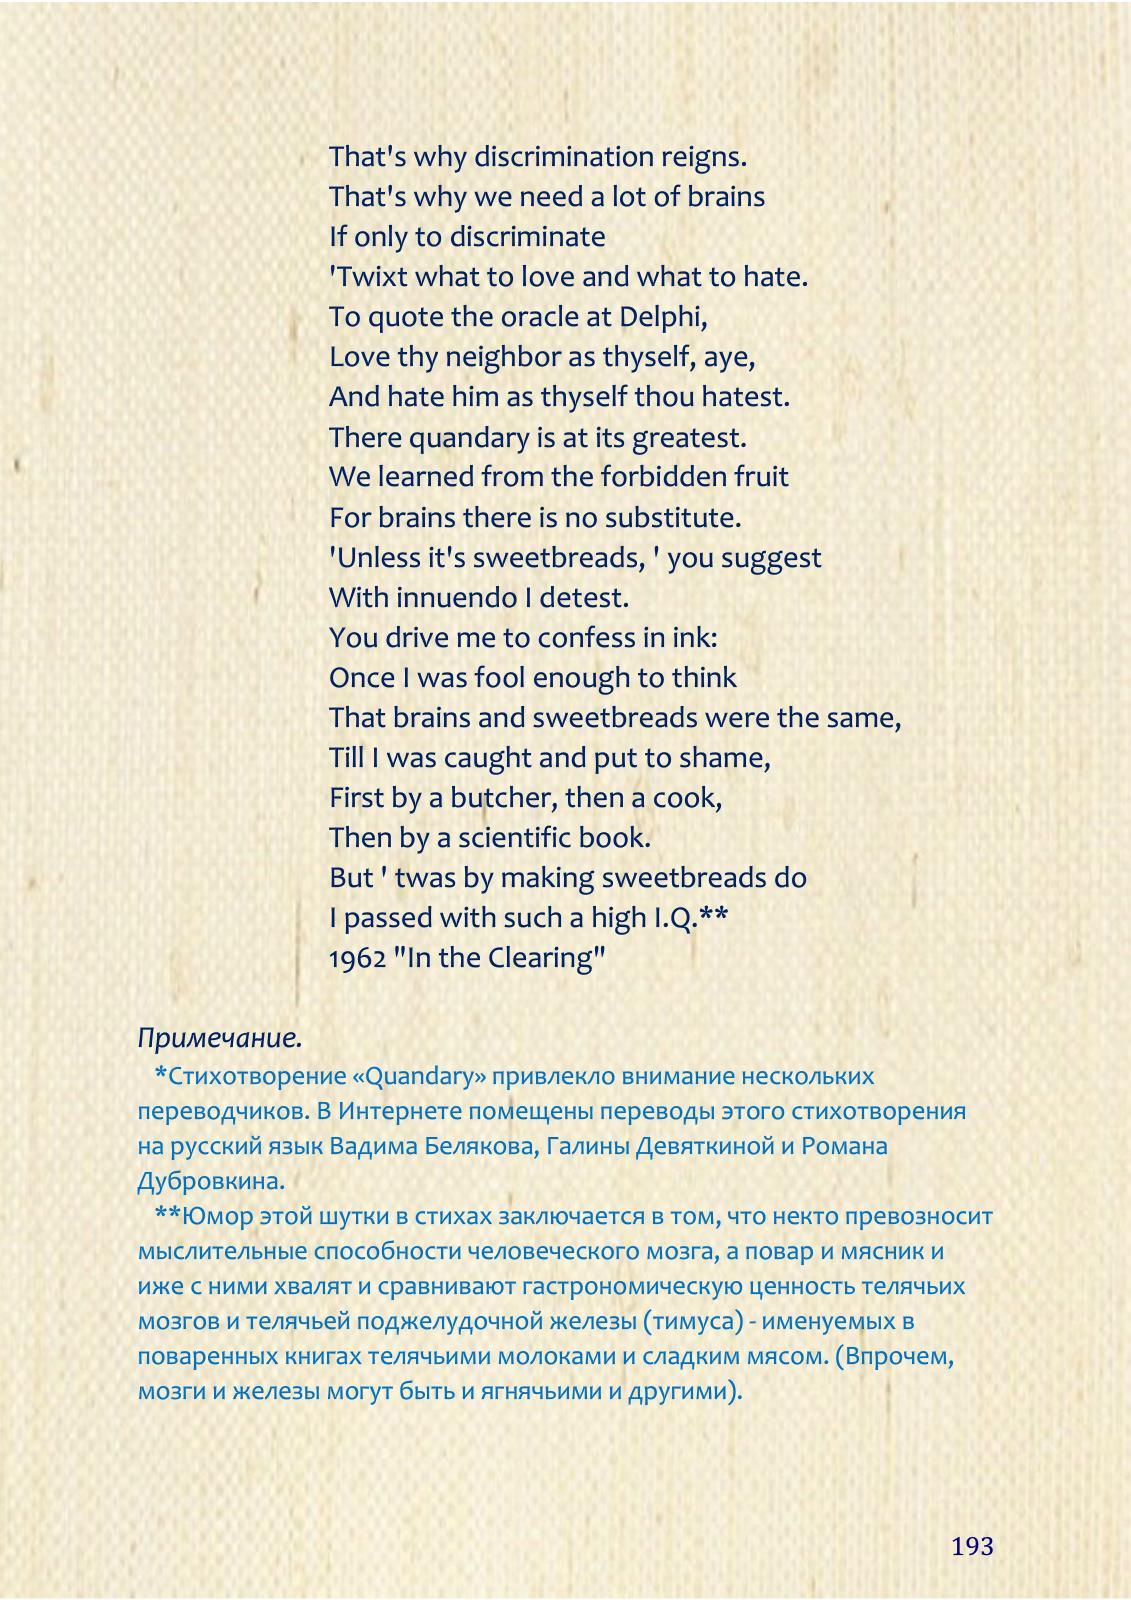 That's why discrimination reigns.
That's why we need a lot of brains
If only to discriminate
'Twixt what to love and what to hate.
To quote the oracle at Delphi,
Love thy neighbor as thyself, aye,
And hate him as thyself thou hatest.
There quandary is at its greatest.
We learned from the forbidden fruit
For brains there is no substitute.
'Unless it's sweetbreads, ' you suggest
With innuendo I detest.
You drive me to confess in ink:
Once I was fool enough to think
That brains and sweetbreads were the same,
Till I was caught and put to shame,
First by a butcher, then a cook,
Then by a scientific book.
But ' twas by making sweetbreads do
I passed with such a high I.Q.**
1962 "In the Clearing"
Примечание.
*Стихотворение «Quandary» привлекло внимание нескольких
переводчиков. В Интернете помещены переводы этого стихотворения
на русский язык Вадима Белякова, Галины Девяткиной и Романа
Дубровкина.
**Юмор этой шутки в стихах заключается в том, что некто превозносит
мыслительные способности человеческого мозга, а повар и мясник и
иже с ними хвалят и сравнивают гастрономическую ценность телячьих
мозгов и телячьей поджелудочной железы (тимуса) - именуемых в
поваренных книгах телячьими молоками и сладким мясом. (Впрочем,
мозги и железы могут быть и ягнячьими и другими).
193